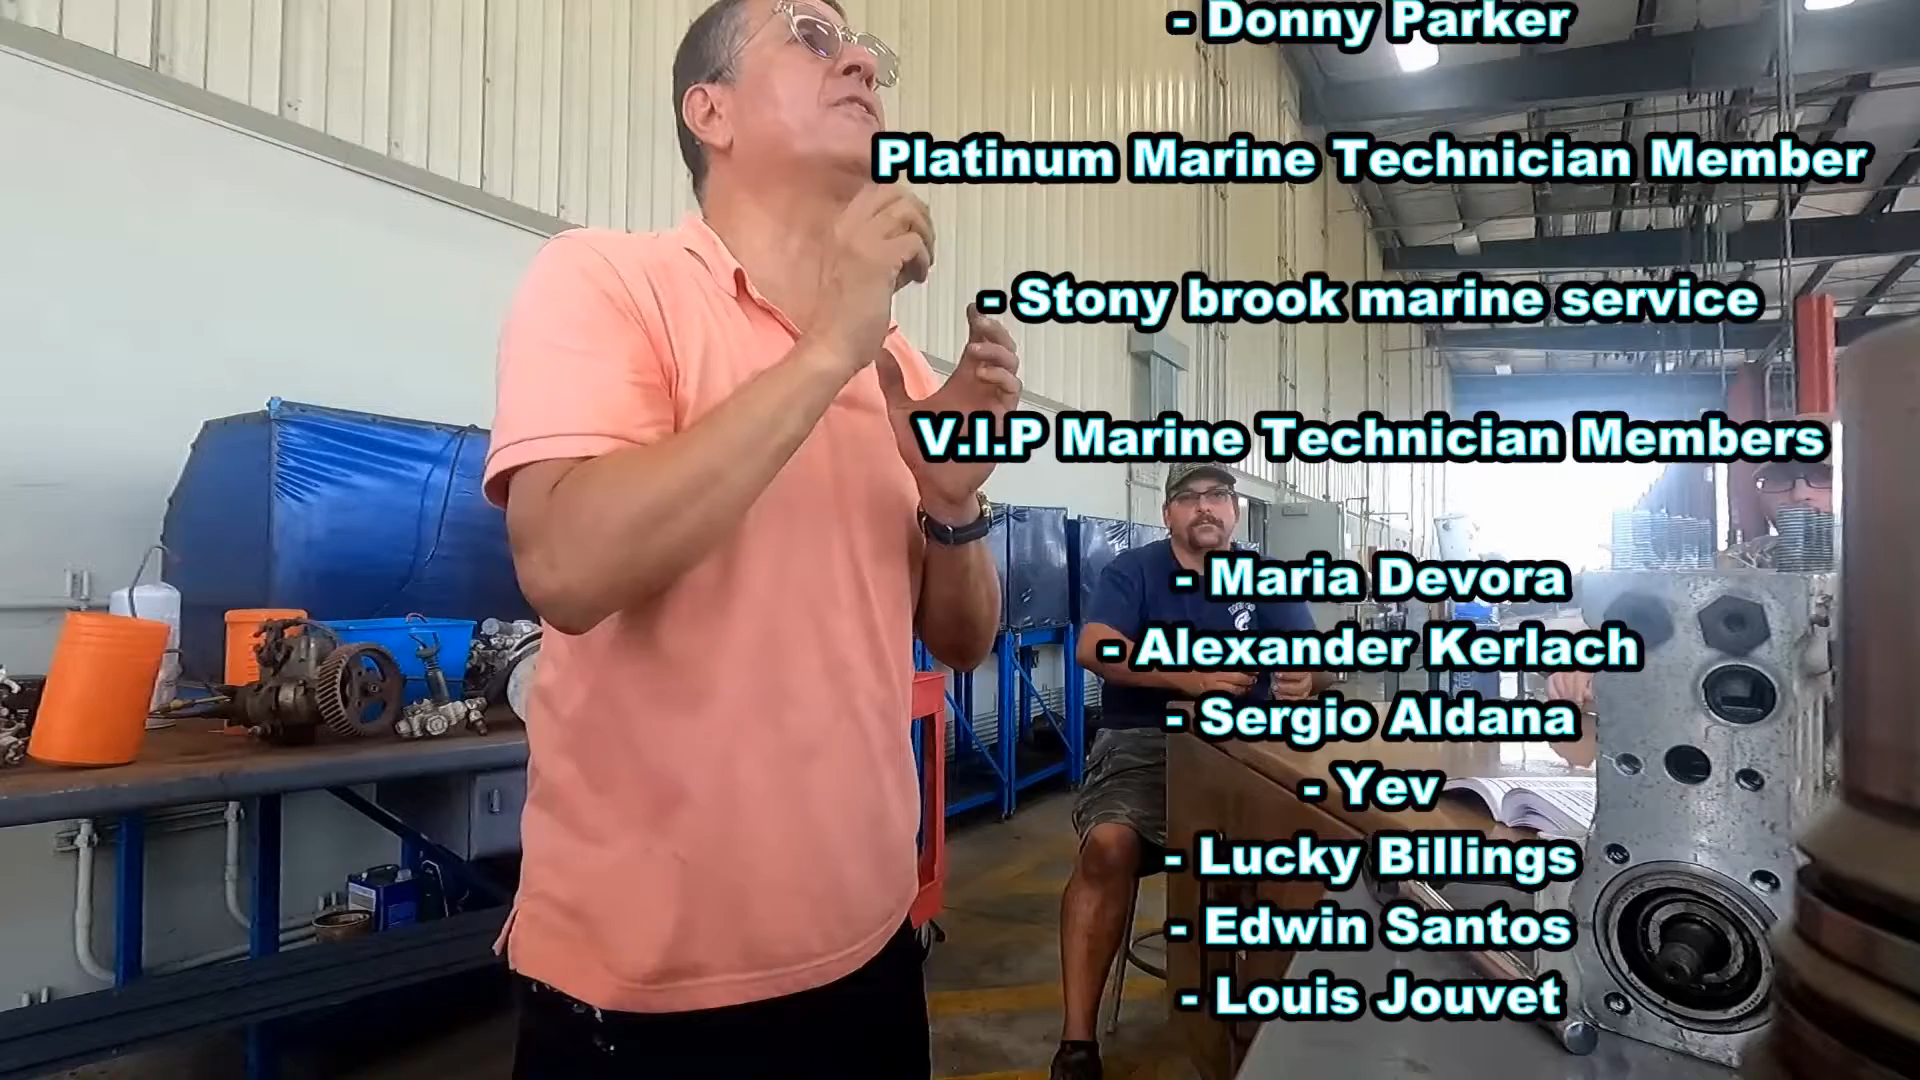 - Donny Parker
Platinum Marine Technician Member
- Stony brook marine service
V.I.P Marine Technician Members
- Maria Devora
- Alexander Kerlach
- Sergio Aldana
- Yev
- Lucky Billings
- Edwin Santos
- Louis Jouvet